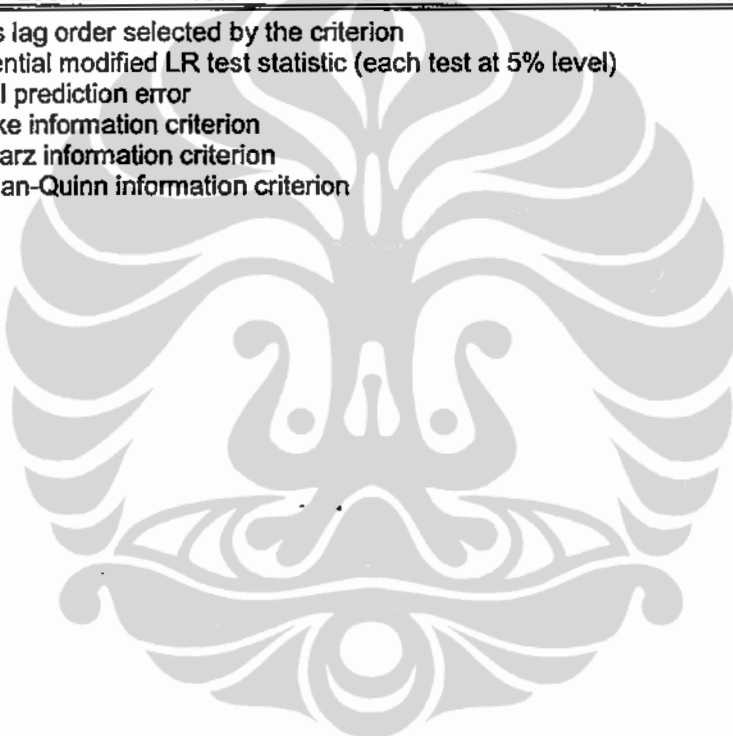 s lag order selected by the criterion
ential modified LR test statistic (each test at 5% level)
l prediction error
ke information criterion
arz information criterion
an-Quinn information criterion